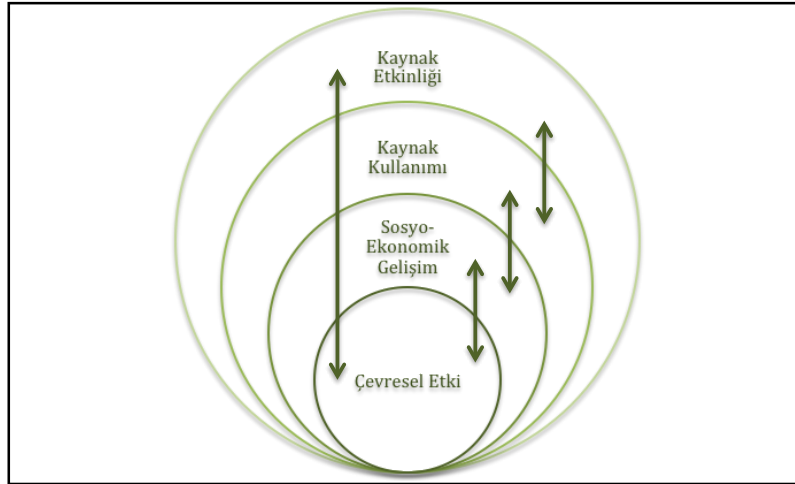 Kaynak
Etkinliği
Kaynak
Kullanımı
Sosyo-
Ekonomik
Gelişim
Çevresel Etki